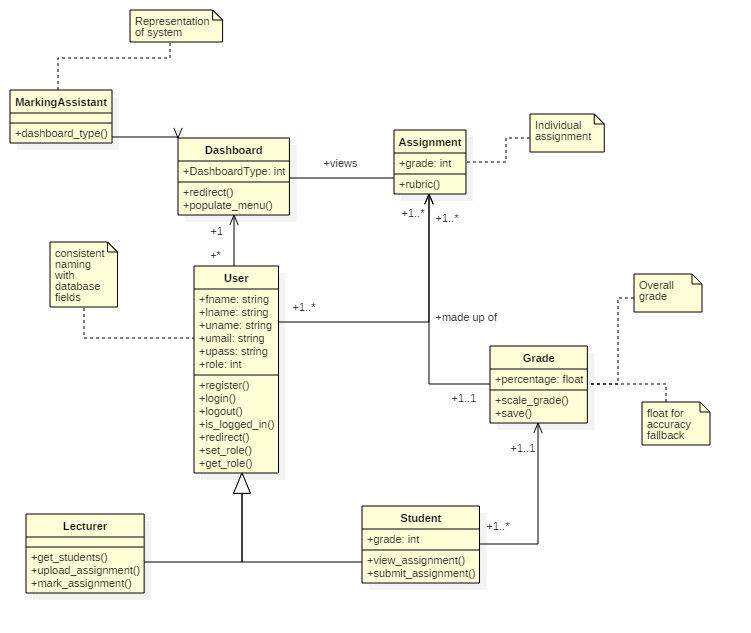 Representation
of system
MarkingAssistant
+dashboard_type()
Dashboard
+DashboardType: int
+redirect()
+populate_menu()
+views
Assignment
+grade: int
+rubric()
Individual
assignment
+1..*
+1..*
+1
+*
consistent
naming
with
database
fields
User
+fname: string
+lname: string
+uname: string
+umail: string
+upass: string
+role: int
+register()
+login()
+logout()
+is_logged_in()
+redirect()
+set_role()
+get_role()
+1..*
+made up of
Overall
grade
Grade
+percentage: float
+scale_grade()
+save()
+1..1
float for
accuracy
fallback
+1..1
+1..*
Lecturer
+get_students()
+upload_assignment()
+mark_assignment()
Student
+grade: int
+view_assignment()
+submit_assignment()